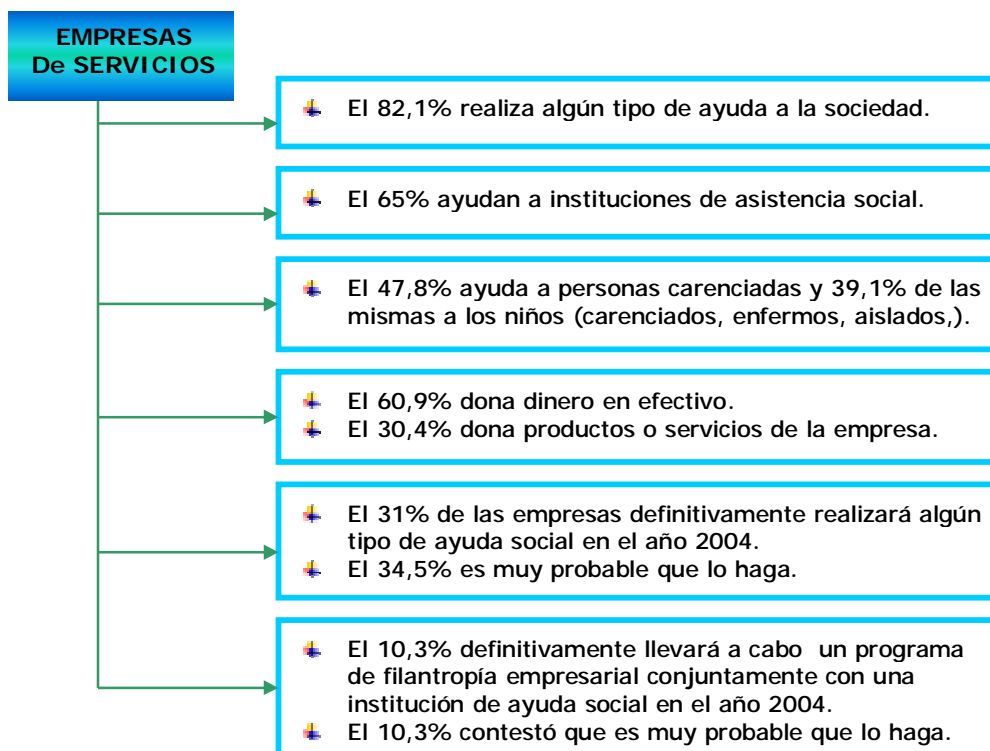 EMPRESAS
De SERVICIOS
El 82,1% realiza algún tipo de ayuda a la sociedad.
El 65% ayudan a instituciones de asistencia social.
El 47,8% ayuda a personas carenciadas y 39,1% de las
mismas a los niños (carenciados, enfermos, aislados,).
El 60,9% dona dinero en efectivo.
El 30,4% dona productos o servicios de la empresa.
El 31% de las empresas definitivamente realizará algún
tipo de ayuda social en el año 2004.
El 34,5% es muy probable que lo haga.
El 10,3% definitivamente llevará a cabo un programa
de filantropía empresarial conjuntamente con una
institución de ayuda social en el año 2004.
El 10,3% contestó que es muy probable que lo haga.